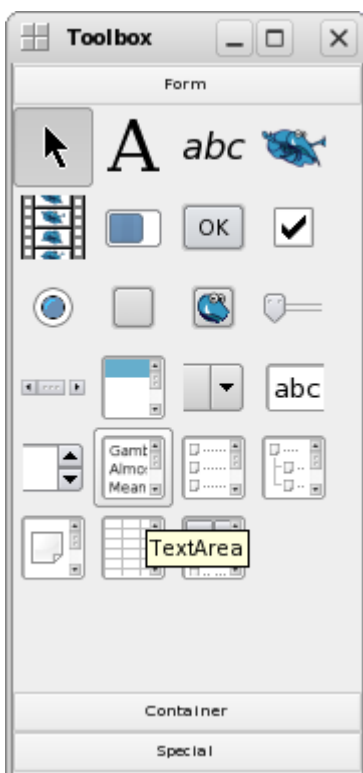 Toolbox
Form
A abc
OK
abc
Gamb
Almo
Mean
TextArea
Container
Special